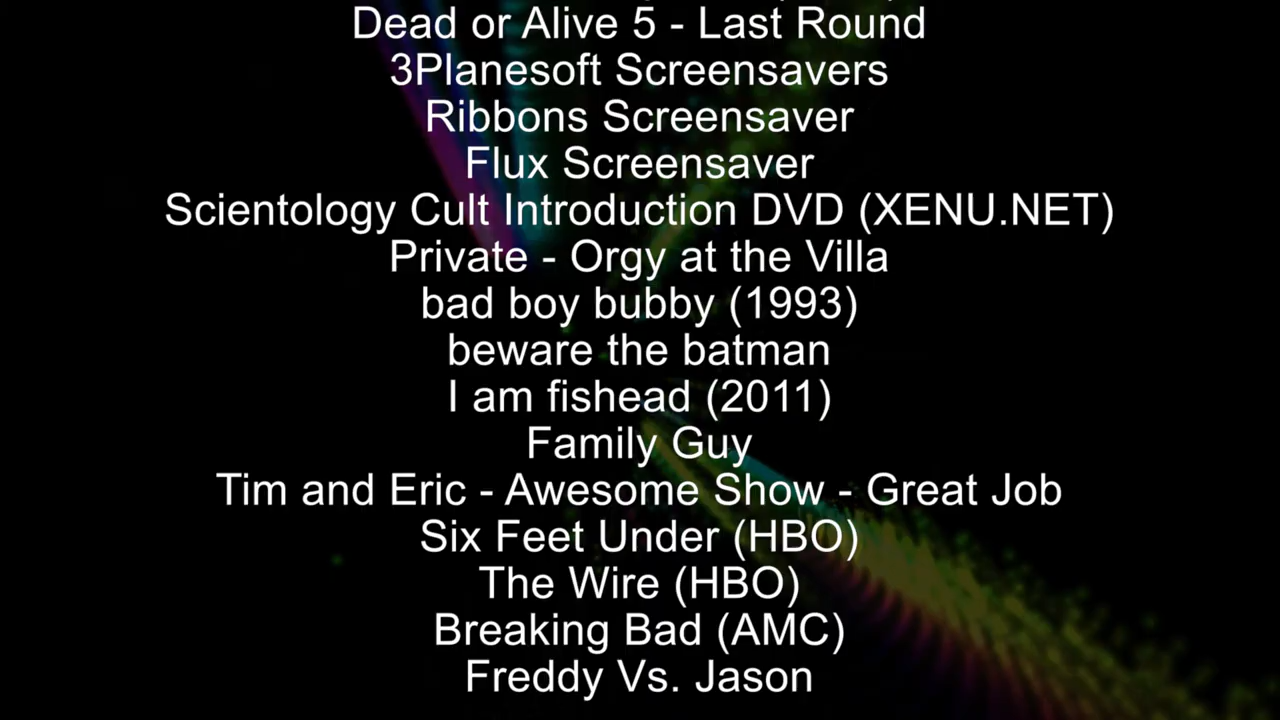 Dead or Alive 5 - Last Round
3Planesoft Screensavers
Ribbons Screensaver
Flux Screensaver
Scientology Cult Introduction DVD (XENU.NET)
Private - Orgy at the Villa
bad boy bubby (1993)
beware the batman
I am fishead (2011)
Family Guy
Tim and Eric - Awesome Show - Great Job
Six Feet Under (HBO)
The Wire (HBO)
Breaking Bad (AMC)
Freddy Vs. Jason